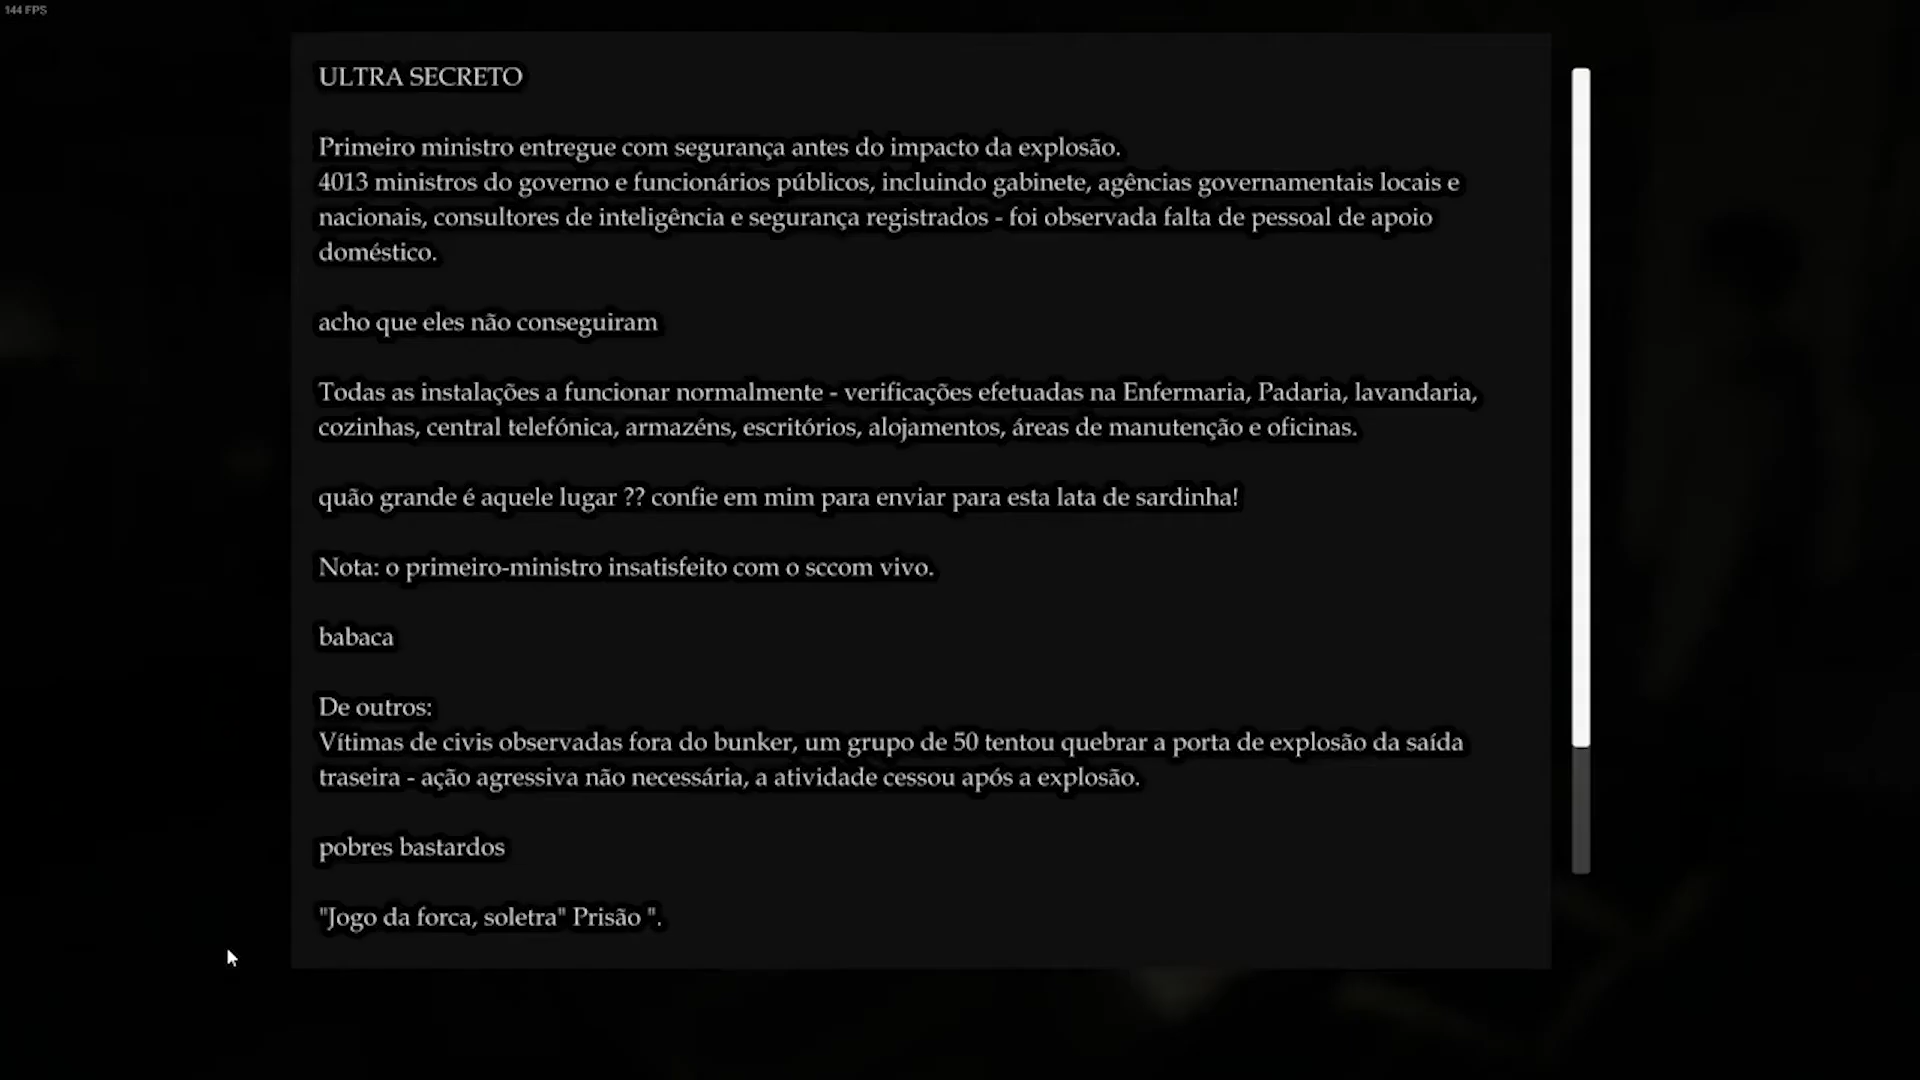 144 FPS
ULTRA SECRETO
Primeiro ministro entregue com segurança antes do impacto da explosão.
4013 ministros do governo e funcionários públicos, incluindo gabinete, agências governamentais locais e
nacionais, consultores de inteligência e segurança registrados - foi observada falta de pessoal de apoio
doméstico.
acho que eles não conseguiram
Todas as instalações a funcionar normalmente - verificações efetuadas na Enfermaria, Padaria, lavandaria,
cozinhas, central telefónica, armazéns, escritórios, alojamentos, áreas de manutenção e oficinas.
quão grande é aquele lugar ?? confie em mim para enviar para esta lata de sardinha!
Nota: o primeiro-ministro insatisfeito com o sccom vivo.
babaca
De outros:
Vítimas de civis observadas fora do bunker, um grupo de 50 tentou quebrar a porta de explosão da saída
traseira - ação agressiva não necessária, a atividade cessou após a explosão.
pobres bastardos
"Jogo da forca, soletra" Prisão ".